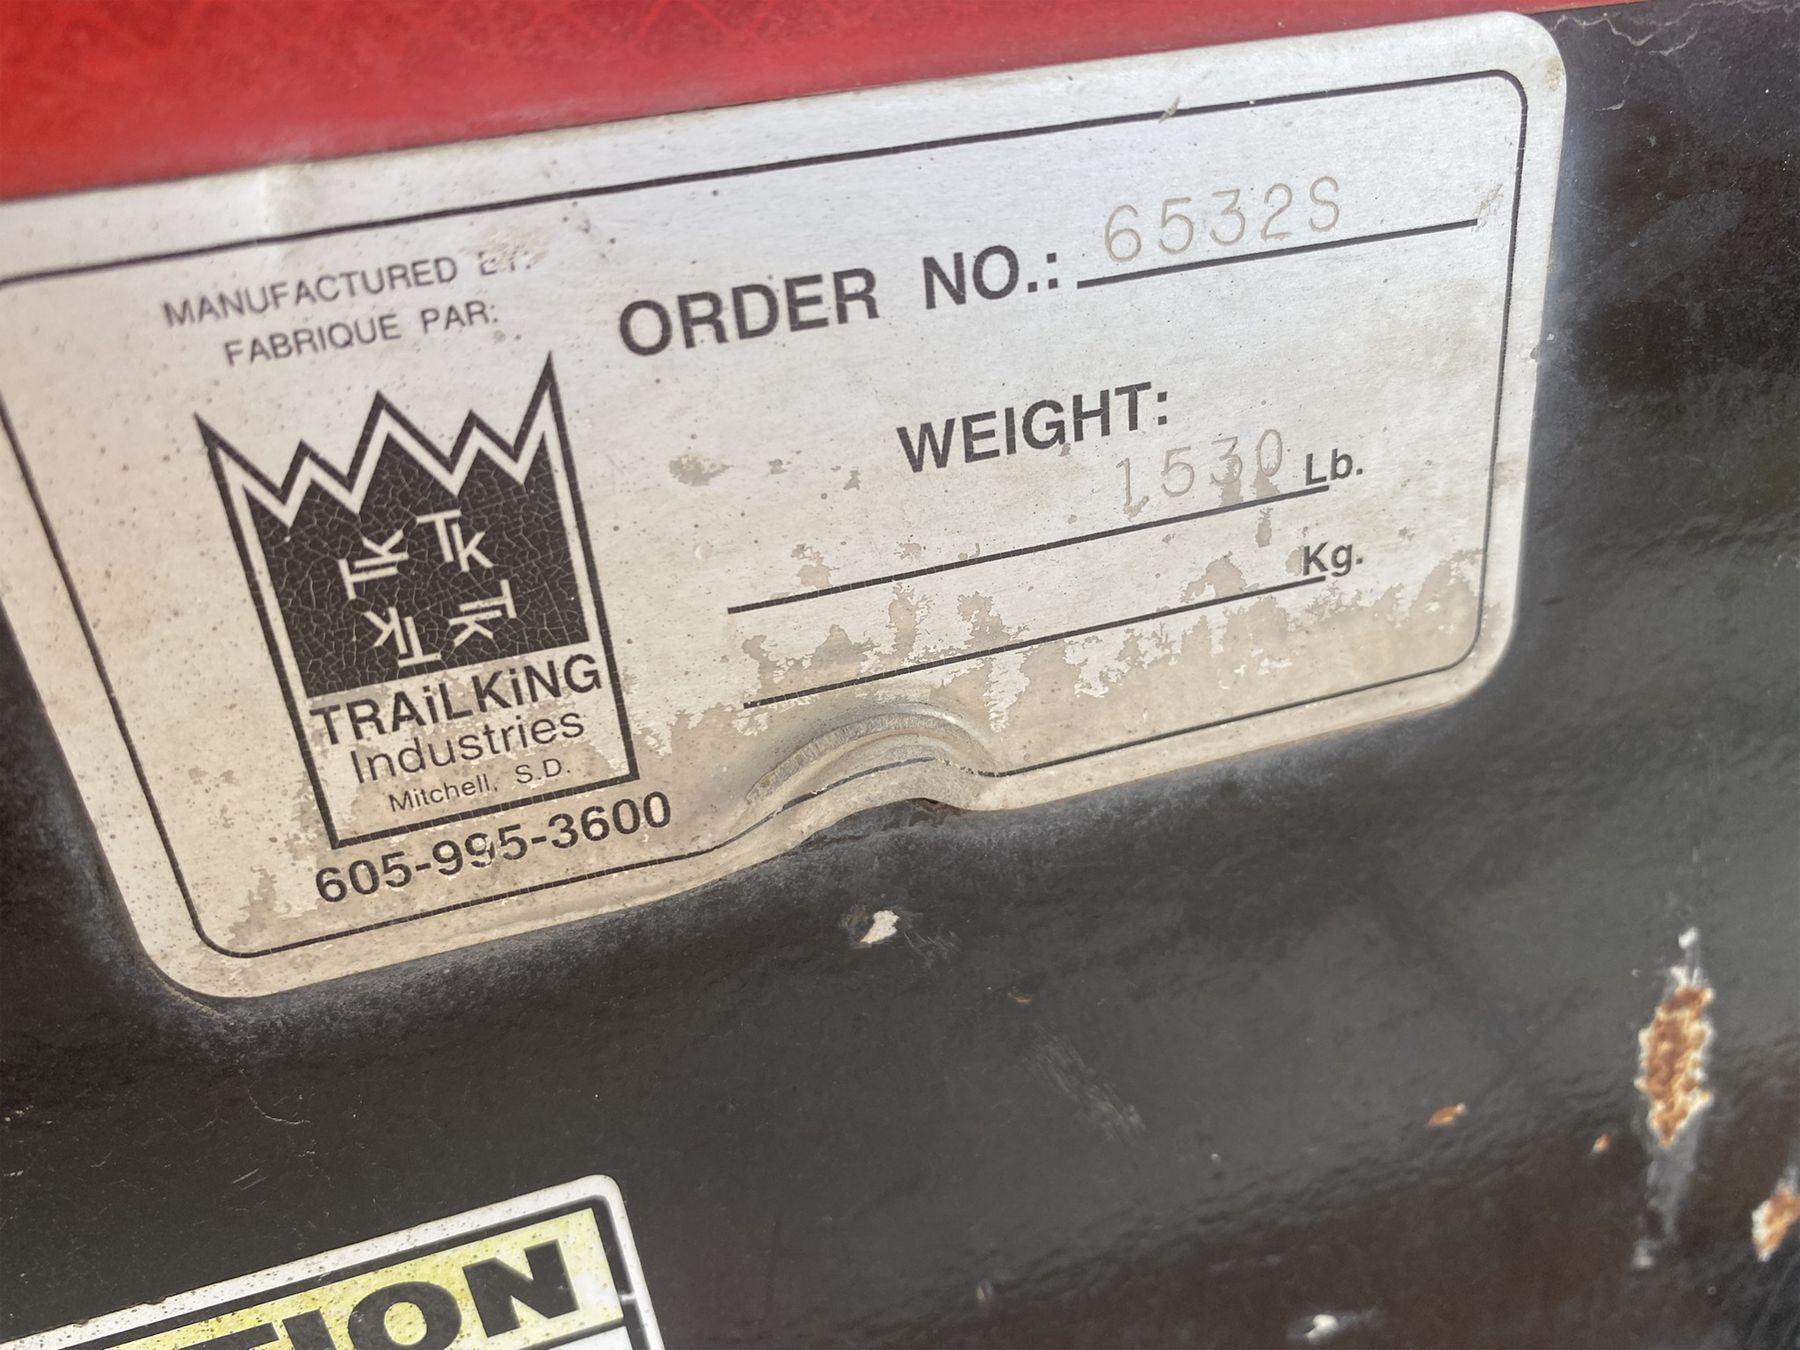 MANUFACTURED BY:
FABRIQUE PAR:
ORDER NO.: 6532S
WEIGHT:
1530 Lb.
Kg.
TK TK
TK TK
TRAiLKiNG
Industries
Mitchell, S.D.
605-995-3600
TION